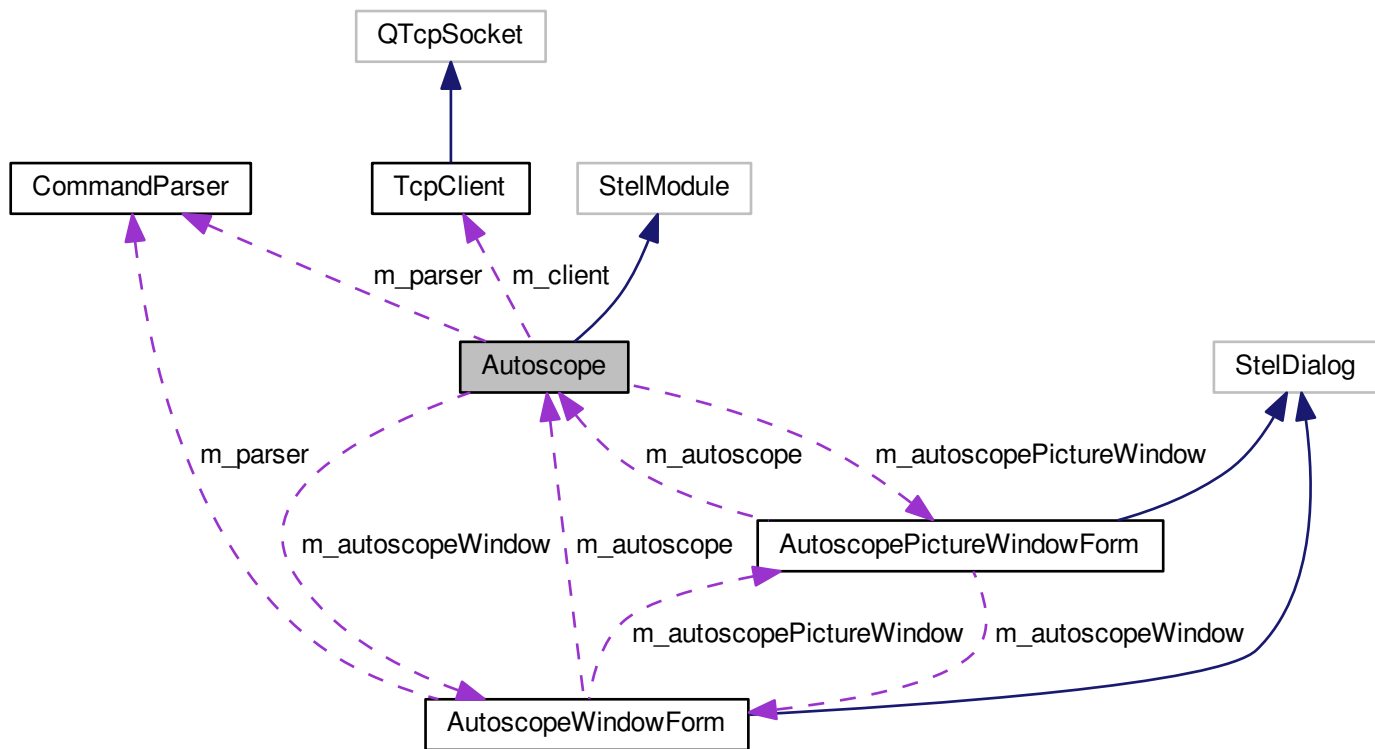 QTcpSocket
CommandParser
TcpClient
StelModule
m_parser
m_client
Autoscope
StelDialog
m_parser
m_autoscope
m_autoscopePictureWindow
m_autoscopeWindow
m_autoscope
AutoscopePictureWindowForm
m_autoscopePictureWindow
m_autoscopeWindow
AutoscopeWindowForm